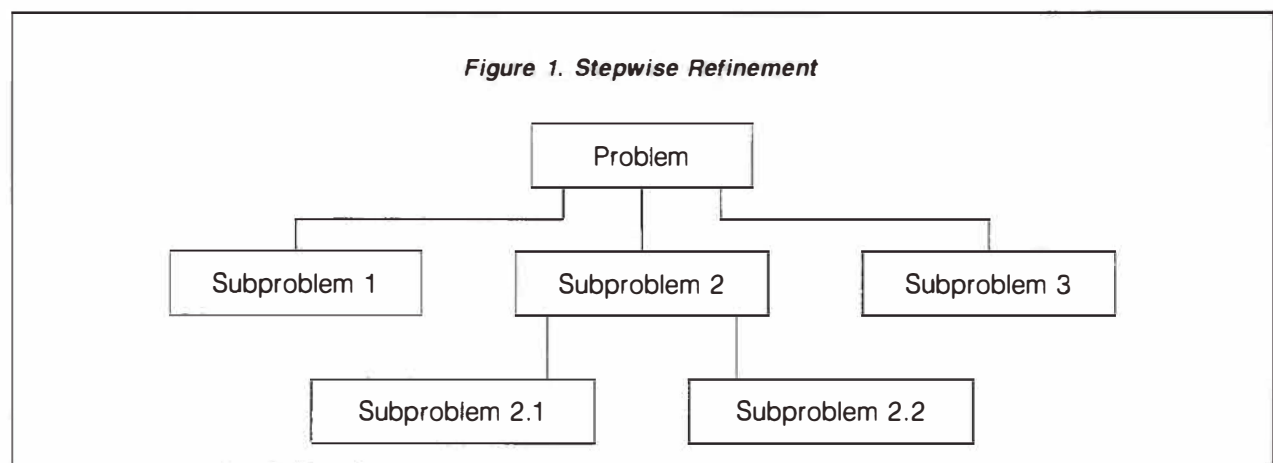 Figure 1. Stepwise Refinement
Problem
Subproblem 1
Subproblem 2
Subproblem 3
Subproblem 2.1
Subproblem 2.2